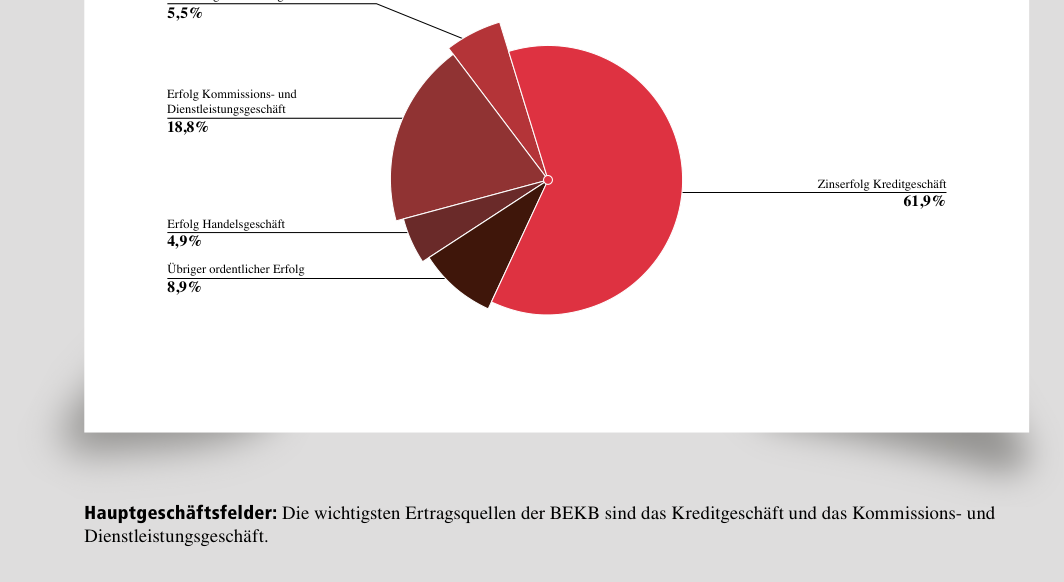 5,5%
Erfolg Kommissions- und
Dienstleistungsgeschäft
18,8%
Zinserfolg Kreditgeschäft
61,9%
Erfolg Handelsgeschäft
4,9%
Übriger ordentlicher Erfolg
8,9%
Hauptgeschäftsfelder: Die wichtigsten Ertragsquellen der BEKB sind das Kreditgeschäft und das Kommissions- und
Dienstleistungsgeschäft.